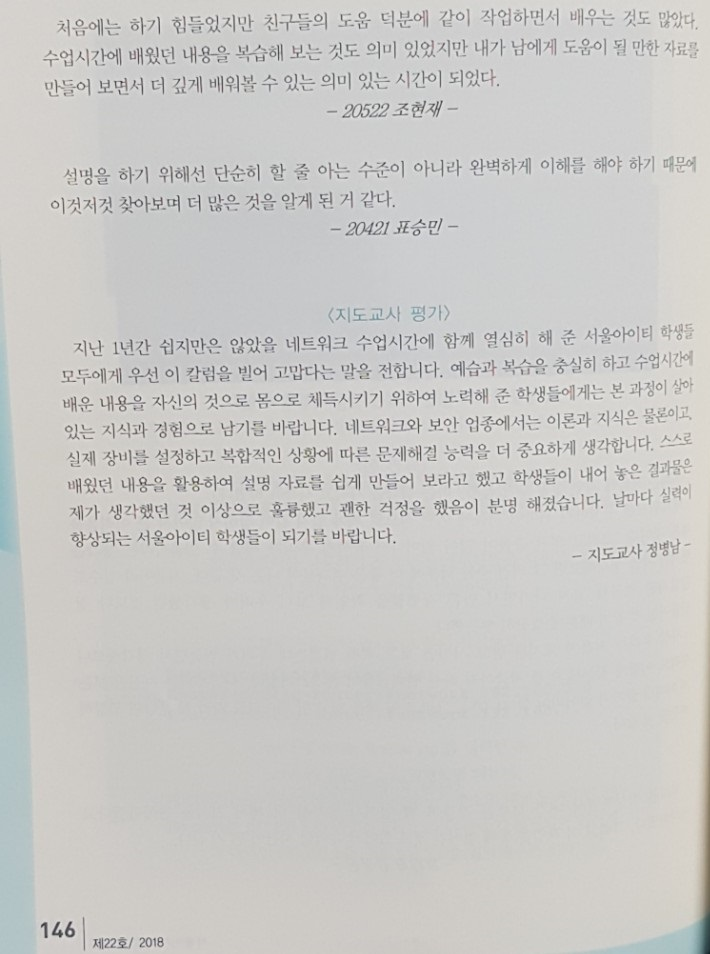 처음에는 하기 힘들었지만 친구들의 도움 덕분에 같이 작업하면서 배우는 것도 많았다.
수업시간에 배웠던 내용을 복습해 보는 것도 의미 있었지만 내가 남에게 도움이 될 만한 자료를
만들어 보면서 더 깊게 배워볼 수 있는 의미 있는 시간이 되었다.
- 20522 조현재 -
설명을 하기 위해선 단순히 할 줄 아는 수준이 아니라 완벽하게 이해를 해야 하기 때문에
이것저것 찾아보며 더 많은 것을 알게 된 거 같다.
- 20421 표승민 -
<지도교사 평가>
지난 1년간 쉽지만은 않았을 네트워크 수업시간에 함께 열심히 해 준 서울아이티 학생들
모두에게 우선 이 칼럼을 빌어 고맙다는 말을 전합니다. 예습과 복습을 충실히 하고 수업시간에
배운 내용을 자신의 것으로 몸으로 체득시키기 위하여 노력해 준 학생들에게는 본 과정이 살아
있는 지식과 경험으로 남기를 바랍니다. 네트워크와 보안 업종에서는 이론과 지식은 물론이고,
실제 장비를 설정하고 복합적인 상황에 따른 문제해결 능력을 더 중요하게 생각합니다. 스스로
배웠던 내용을 활용하여 설명 자료를 쉽게 만들어 보라고 했고 학생들이 내어 놓은 결과물은
제가 생각했던 것 이상으로 훌륭했고 괜한 걱정을 했음이 분명 해졌습니다. 날마다 실력이
향상되는 서울아이티 학생들이 되기를 바랍니다.
- 지도교사 정병남 -
146
제22호/ 2018